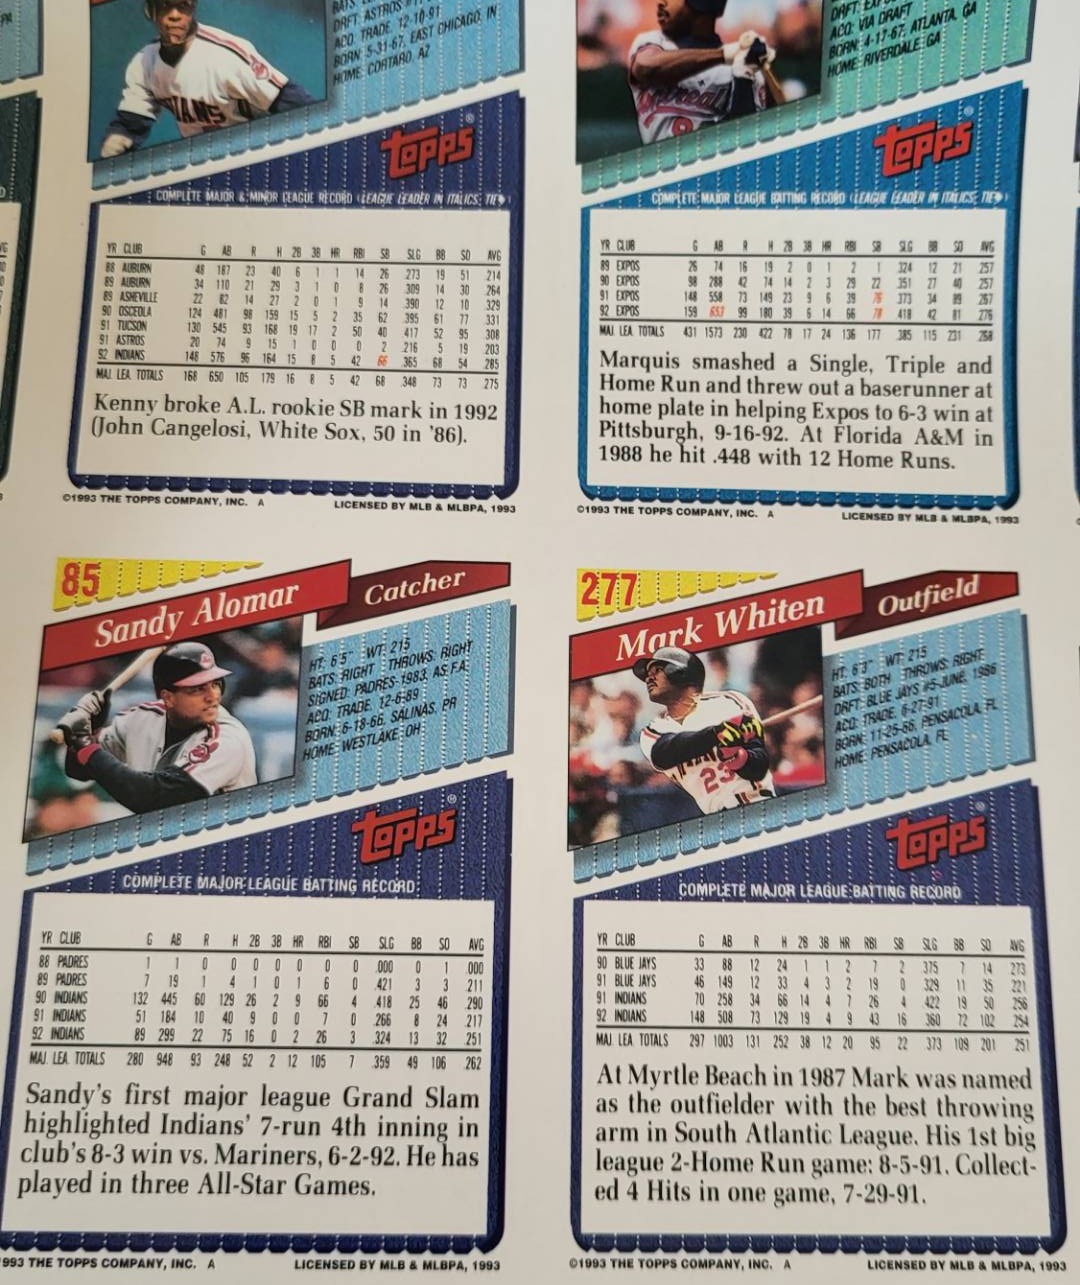 DRFT: ASTROS
ACQ: TRADE, 12-10-91
BORN: 5-31-67, EAST CHICAGO, IN
HOME: CORTARO, AZ
Topps
COMPLETE MAJOR & MINOR LEAGUE RECORD (LEAGUE LEADER IN ITALICS, TIE◆)
YR CLUB G AB R H 2B 3B HR RBI SB SLG BB SO AVG
88 AUBURN 48 187 23 40 6 1 1 14 26 .273 19 51 .214
89 AUBURN 34 110 21 29 3 1 0 8 26 .309 14 30 .264
89 ASHEVILLE 22 82 14 27 2 0 1 9 14 .390 12 10 .329
90 OSCEOLA 124 481 98 159 15 5 2 35 62 .395 61 77 .331
91 TUCSON 130 545 93 168 19 17 2 50 40 .417 52 95 .308
91 ASTROS 20 74 9 15 1 0 0 0 2 .216 5 19 .203
92 INDIANS 148 576 96 164 15 8 5 42 66 .365 68 54 .285
MAJ. LEA. TOTALS 168 650 105 179 16 8 5 42 68 .348 73 73 .275
Kenny broke A.L. rookie SB mark in 1992
(John Cangelosi, White Sox, 50 in '86).
©1993 THE TOPPS COMPANY, INC. A LICENSED BY MLB & MLBPA, 1993
ACQ: VIA DRAFT
BORN: 4-17-67, ATLANTA, GA
HOME: RIVERDALE, GA
Topps
COMPLETE MAJOR LEAGUE BATTING RECORD (LEAGUE LEADER IN ITALICS, TIE◆)
YR CLUB G AB R H 2B 3B HR RBI SB SLG BB SO AVG
89 EXPOS 26 74 16 19 2 0 1 2 1 .324 12 21 .257
90 EXPOS 98 288 42 74 14 2 3 29 22 .351 27 40 .257
91 EXPOS 148 558 73 149 23 9 6 39 76 .373 34 89 .267
92 EXPOS 159 653 99 180 39 6 14 66 78 .418 42 81 .276
MAJ. LEA. TOTALS 431 1573 230 422 78 17 24 136 177 .385 115 231 .268
Marquis smashed a Single, Triple and
Home Run and threw out a baserunner at
home plate in helping Expos to 6-3 win at
Pittsburgh, 9-16-92. At Florida A&M in
1988 he hit .448 with 12 Home Runs.
©1993 THE TOPPS COMPANY, INC. A LICENSED BY MLB & MLBPA, 1993
85
Sandy Alomar Catcher
HT: 6'5" WT: 215
BATS: RIGHT THROWS: RIGHT
SIGNED: PADRES-1983, AS F.A.
ACQ: TRADE, 12-6-89
BORN: 6-18-66, SALINAS, PR
HOME: WESTLAKE, OH
Topps
COMPLETE MAJOR LEAGUE BATTING RECORD
YR CLUB G AB R H 2B 3B HR RBI SB SLG BB SO AVG
88 PADRES 1 1 0 0 0 0 0 0 0 .000 0 1 .000
89 PADRES 7 19 1 4 1 0 1 6 0 .421 3 3 .211
90 INDIANS 132 445 60 129 26 2 9 66 4 .418 25 46 .290
91 INDIANS 51 184 10 40 9 0 0 7 0 .266 8 24 .217
92 INDIANS 89 299 22 75 16 0 2 26 3 .324 13 32 .251
MAJ. LEA. TOTALS 280 948 93 248 52 2 12 105 7 .359 49 106 .262
Sandy's first major league Grand Slam
highlighted Indians' 7-run 4th inning in
club's 8-3 win vs. Mariners, 6-2-92. He has
played in three All-Star Games.
993 THE TOPPS COMPANY, INC. A LICENSED BY MLB & MLBPA, 1993
277
Mark Whiten Outfield
HT: 6'3" WT: 215
BATS: BOTH THROWS: RIGHT
DRFT: BLUE JAYS #5-JUNE, 1986
ACQ: TRADE, 6-27-91
BORN: 11-25-66, PENSACOLA, FL
HOME: PENSACOLA, FL
23
Topps
COMPLETE MAJOR LEAGUE BATTING RECORD
YR CLUB G AB R H 2B 3B HR RBI SB SLG BB SO AVG
90 BLUE JAYS 33 88 12 24 1 1 2 7 2 .375 7 14 .273
91 BLUE JAYS 46 149 12 33 4 3 2 19 0 .329 11 35 .221
91 INDIANS 70 258 34 66 14 4 7 26 4 .422 19 50 .256
92 INDIANS 148 508 73 129 19 4 9 43 16 .360 72 102 .254
MAJ. LEA. TOTALS 297 1003 131 252 38 12 20 95 22 .373 109 201 .251
At Myrtle Beach in 1987 Mark was named
as the outfielder with the best throwing
arm in South Atlantic League. His 1st big
league 2-Home Run game: 8-5-91. Collect-
ed 4 Hits in one game, 7-29-91.
©1993 THE TOPPS COMPANY, INC. A LICENSED BY MLB & MLBPA, 1993